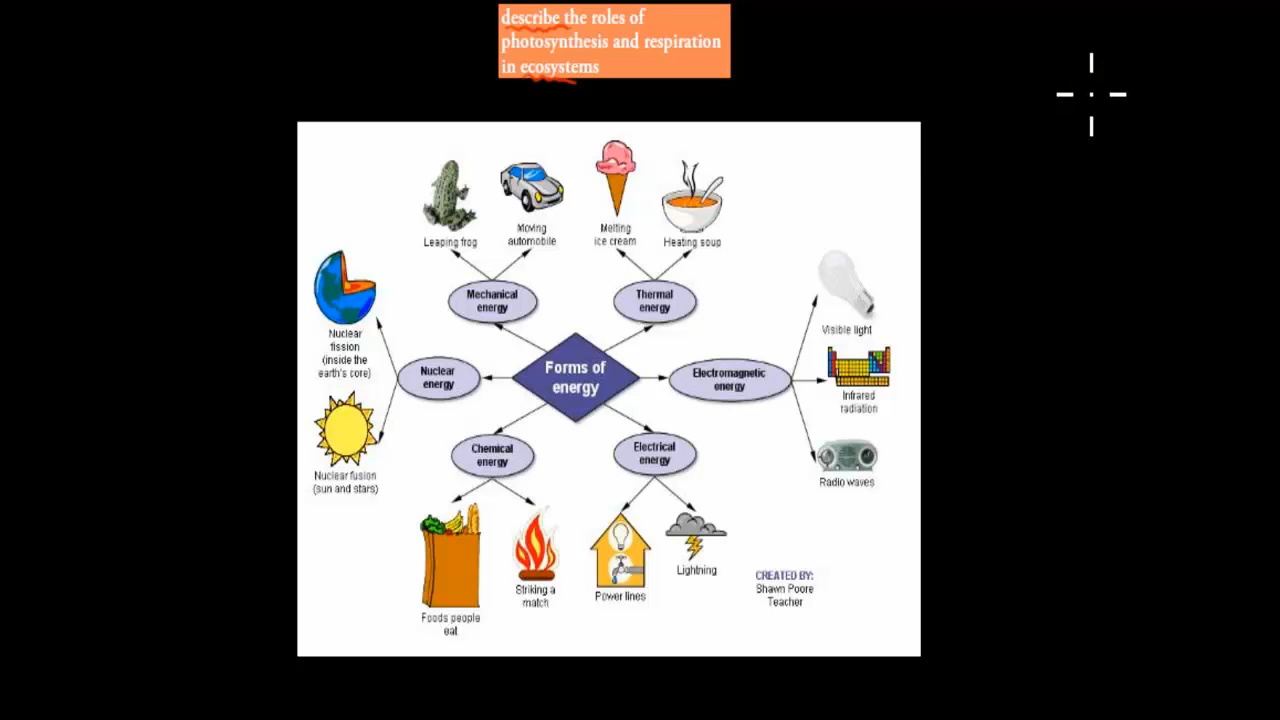 describe the roles of
photosynthesis and respiration
in ecosystems
Leaping frog
Moving
automobile
Melting
ice cream
Heating soup
Mechanical
energy
Thermal
energy
Nuclear
fission
(inside the
earth's core)
Visible light
Nuclear
energy
Forms of
energy
Electromagnetic
energy
Infrared
radiation
Nuclear fusion
(sun and stars)
Chemical
energy
Electrical
energy
Radio waves
Foods people
eat
Striking a
match
Power lines
Lightning
CREATED BY:
Shawn Poore
Teacher